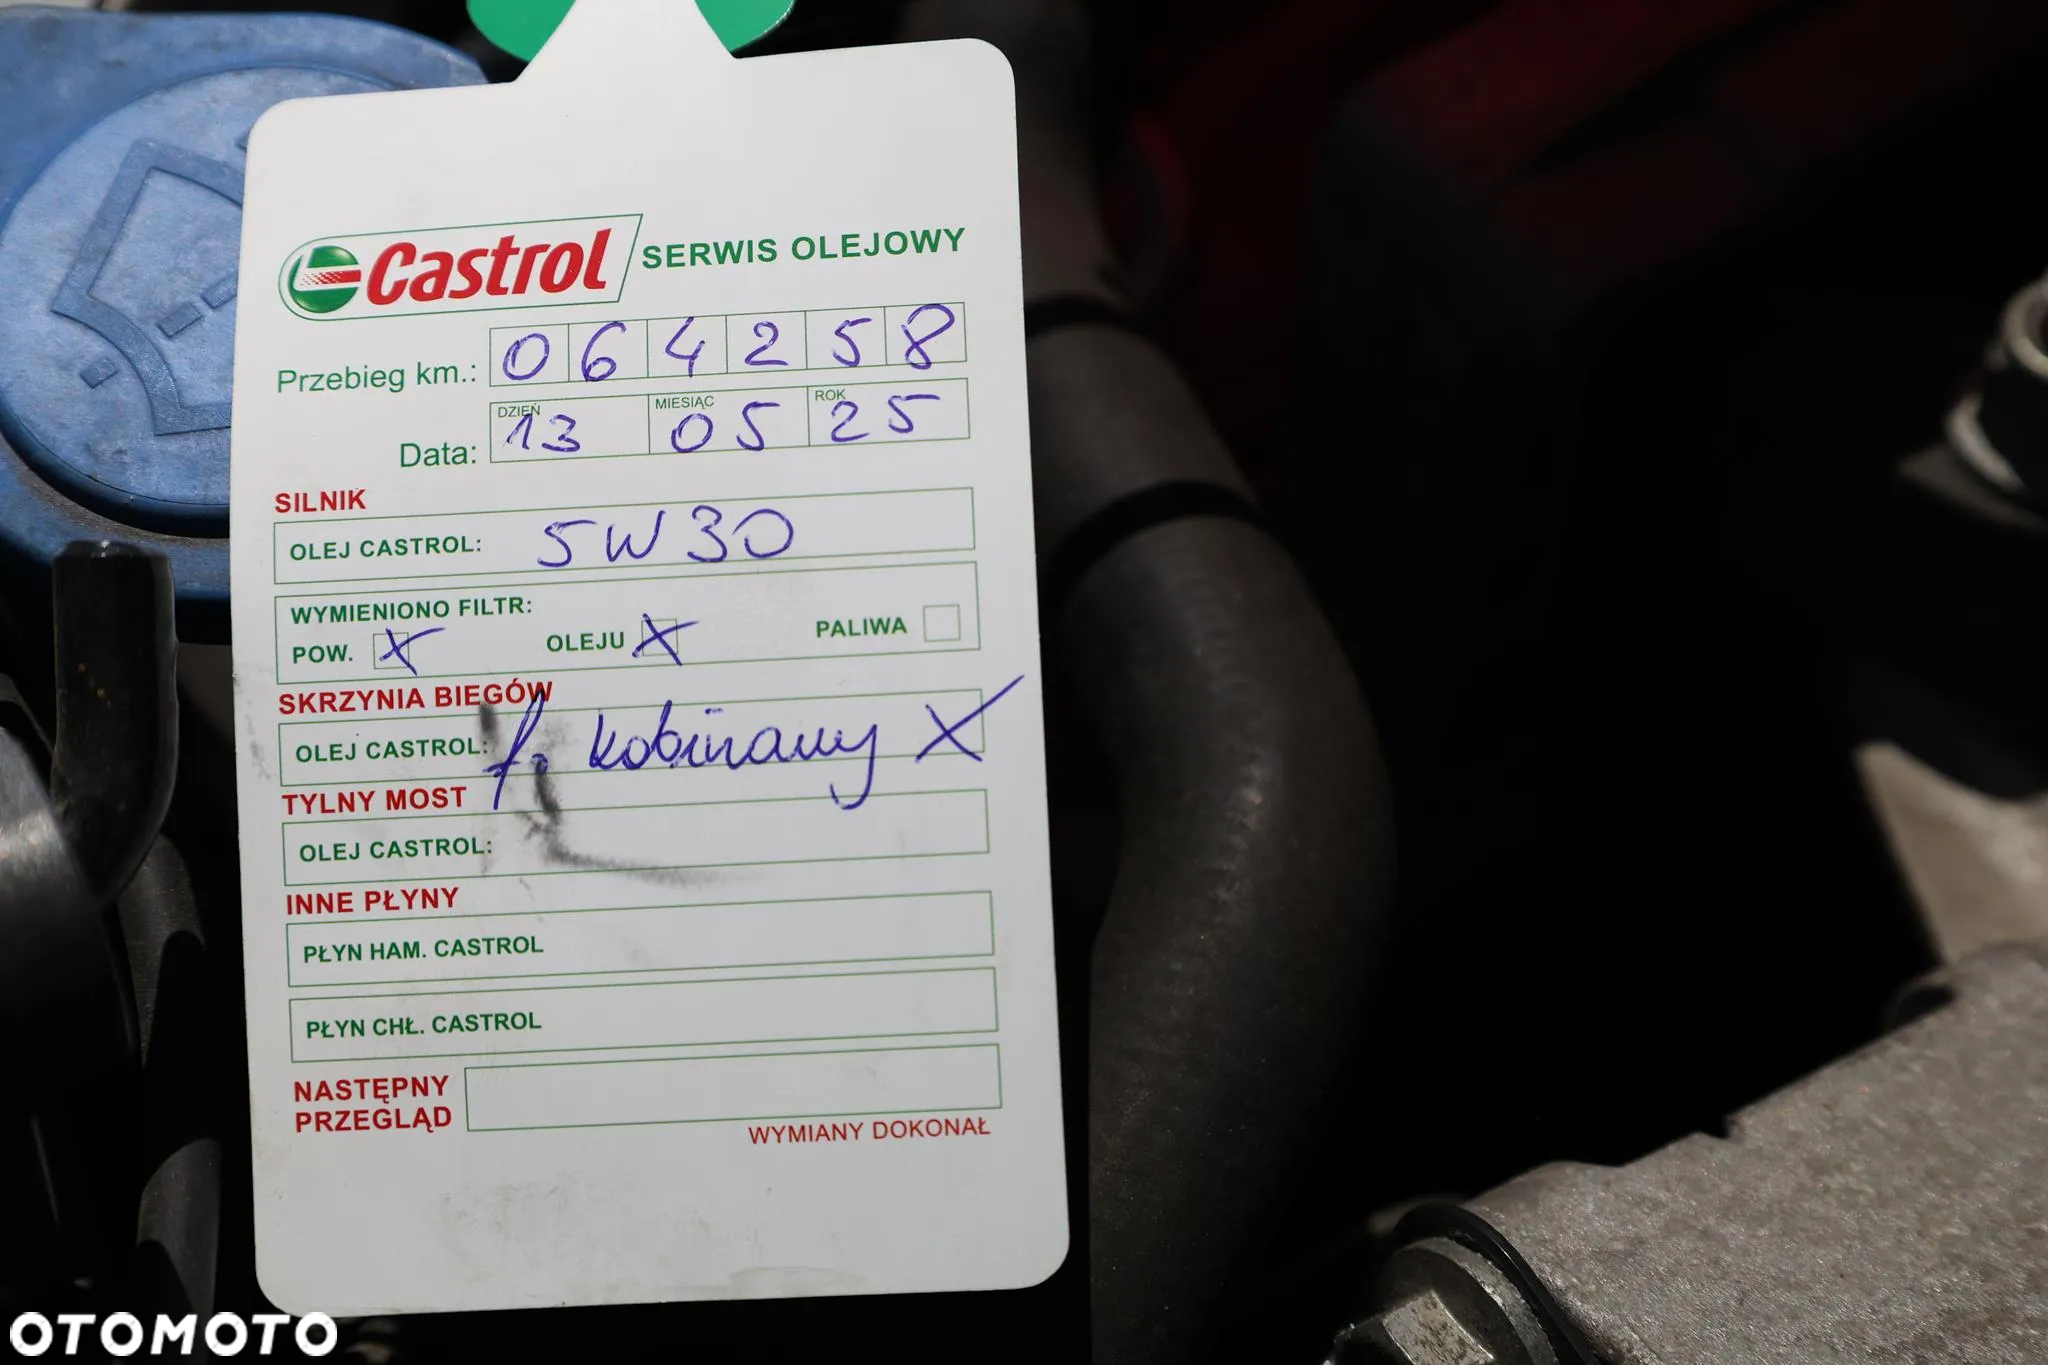 Castrol SERWIS OLEJOWY
Przebieg km.: 064258
DZIEŃ MIESIĄC ROK
Data: 13 05 25
SILNIK
OLEJ CASTROL: 5W30
WYMIENIONO FILTR:
POW. X OLEJU X PALIWA
SKRZYNIA BIEGÓW
OLEJ CASTROL: f. kabinowy X
TYLNY MOST
OLEJ CASTROL:
INNE PŁYNY
PŁYN HAM. CASTROL
PŁYN CHŁ. CASTROL
NASTĘPNY
PRZEGLĄD
WYMIANY DOKONAŁ
OTOMOTO